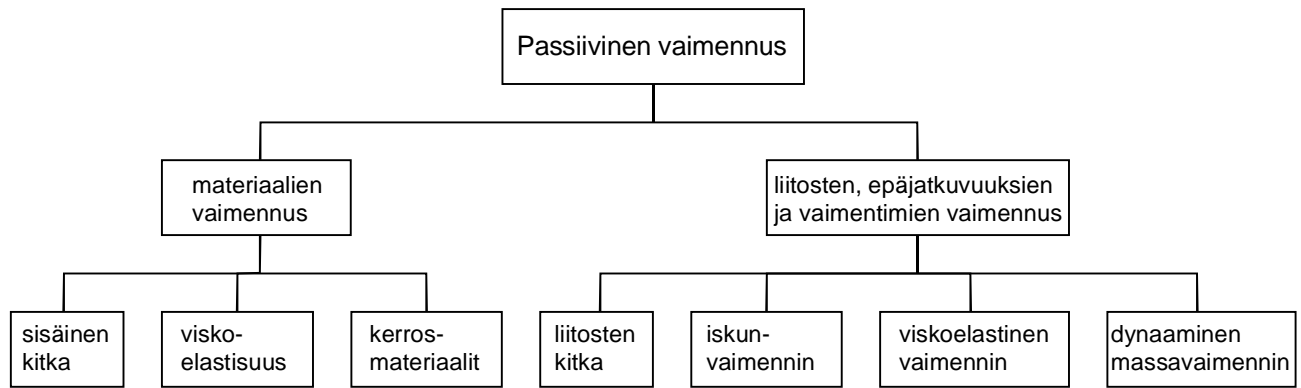 Passiivinen vaimennus
materiaalien
vaimennus
liitosten, epäjatkuvuuksien
ja vaimentimien vaimennus
sisäinen
kitka
visko-
elastisuus
kerros-
materiaalit
liitosten
kitka
iskun-
vaimennin
viskoelastinen
vaimennin
dynaaminen
massavaimennin